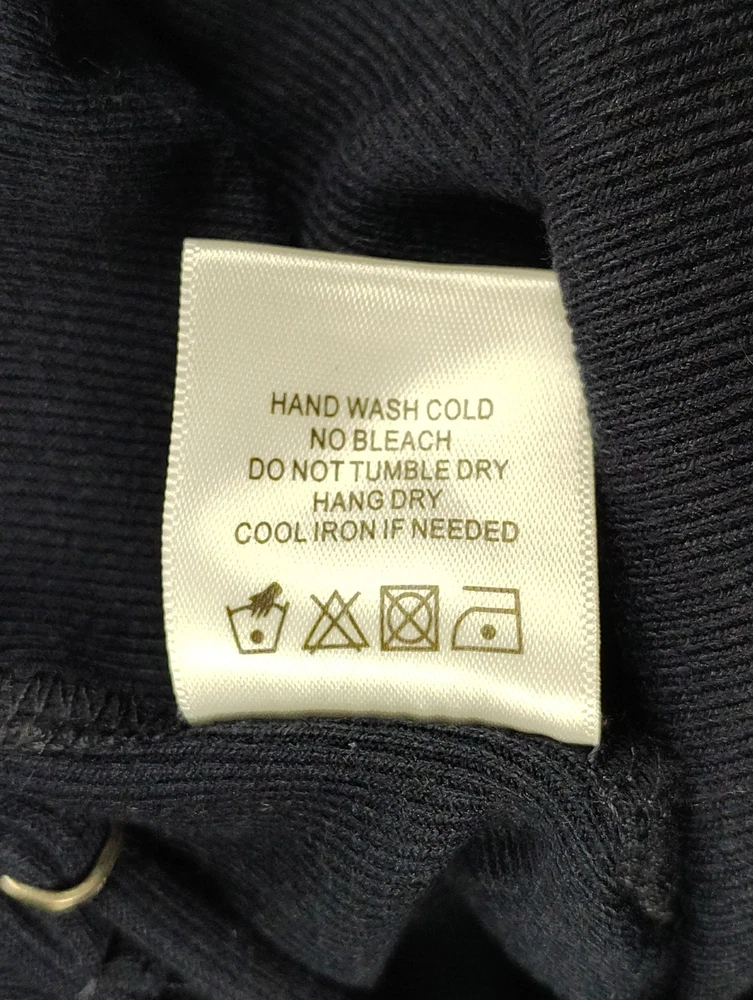 HAND WASH COLD
NO BLEACH
DO NOT TUMBLE DRY
HANG DRY
COOL IRON IF NEEDED